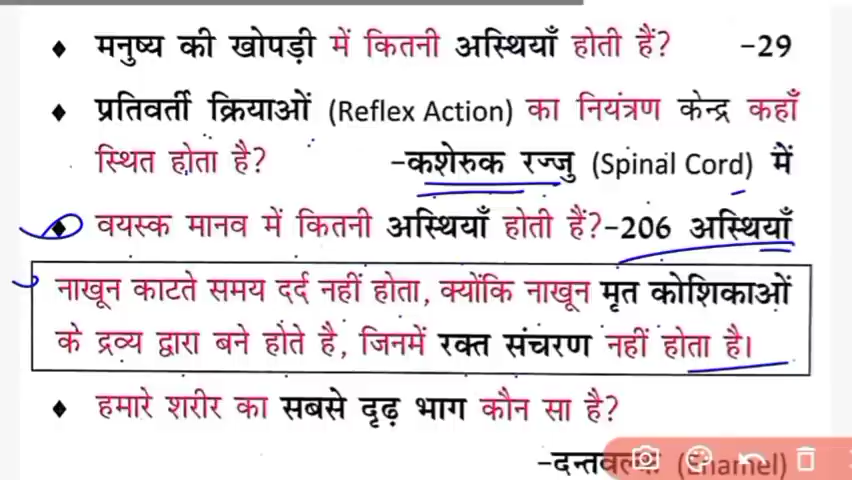 ♦ मनुष्य की खोपड़ी में कितनी अस्थियाँ होती हैं? -29
♦ प्रतिवर्ती क्रियाओं (Reflex Action) का नियंत्रण केन्द्र कहाँ
स्थित होता है? -कशेरुक रज्जु (Spinal Cord) में
♦ वयस्क मानव में कितनी अस्थियाँ होती हैं?-206 अस्थियाँ
नाखून काटते समय दर्द नहीं होता, क्योंकि नाखून मृत कोशिकाओं
के द्रव्य द्वारा बने होते है, जिनमें रक्त संचरण नहीं होता है।
♦ हमारे शरीर का सबसे दृढ़ भाग कौन सा है?
(Enamel)